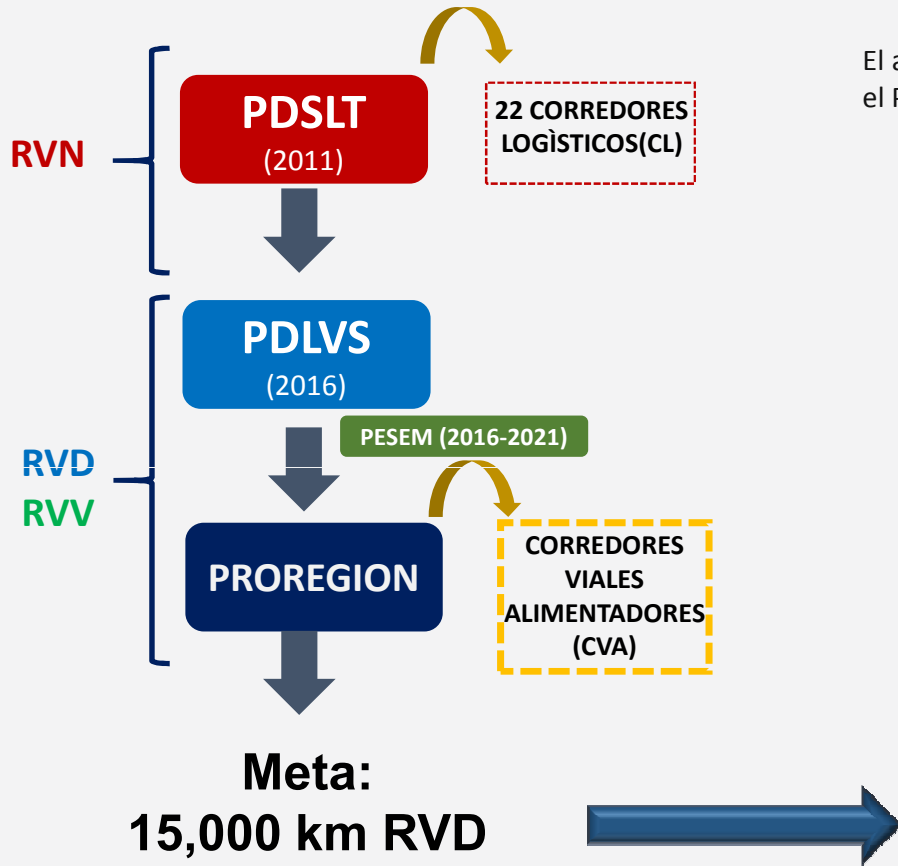 PDSLT
(2011)
22 CORREDORES
LOGÌSTICOS(CL)
El a
el P
RVN
PDLVS
(2016)
PESEM (2016-2021)
RVD
RVV
PROREGION
CORREDORES
VIALES
ALIMENTADORES
(CVA)
Meta:
15,000 km RVD